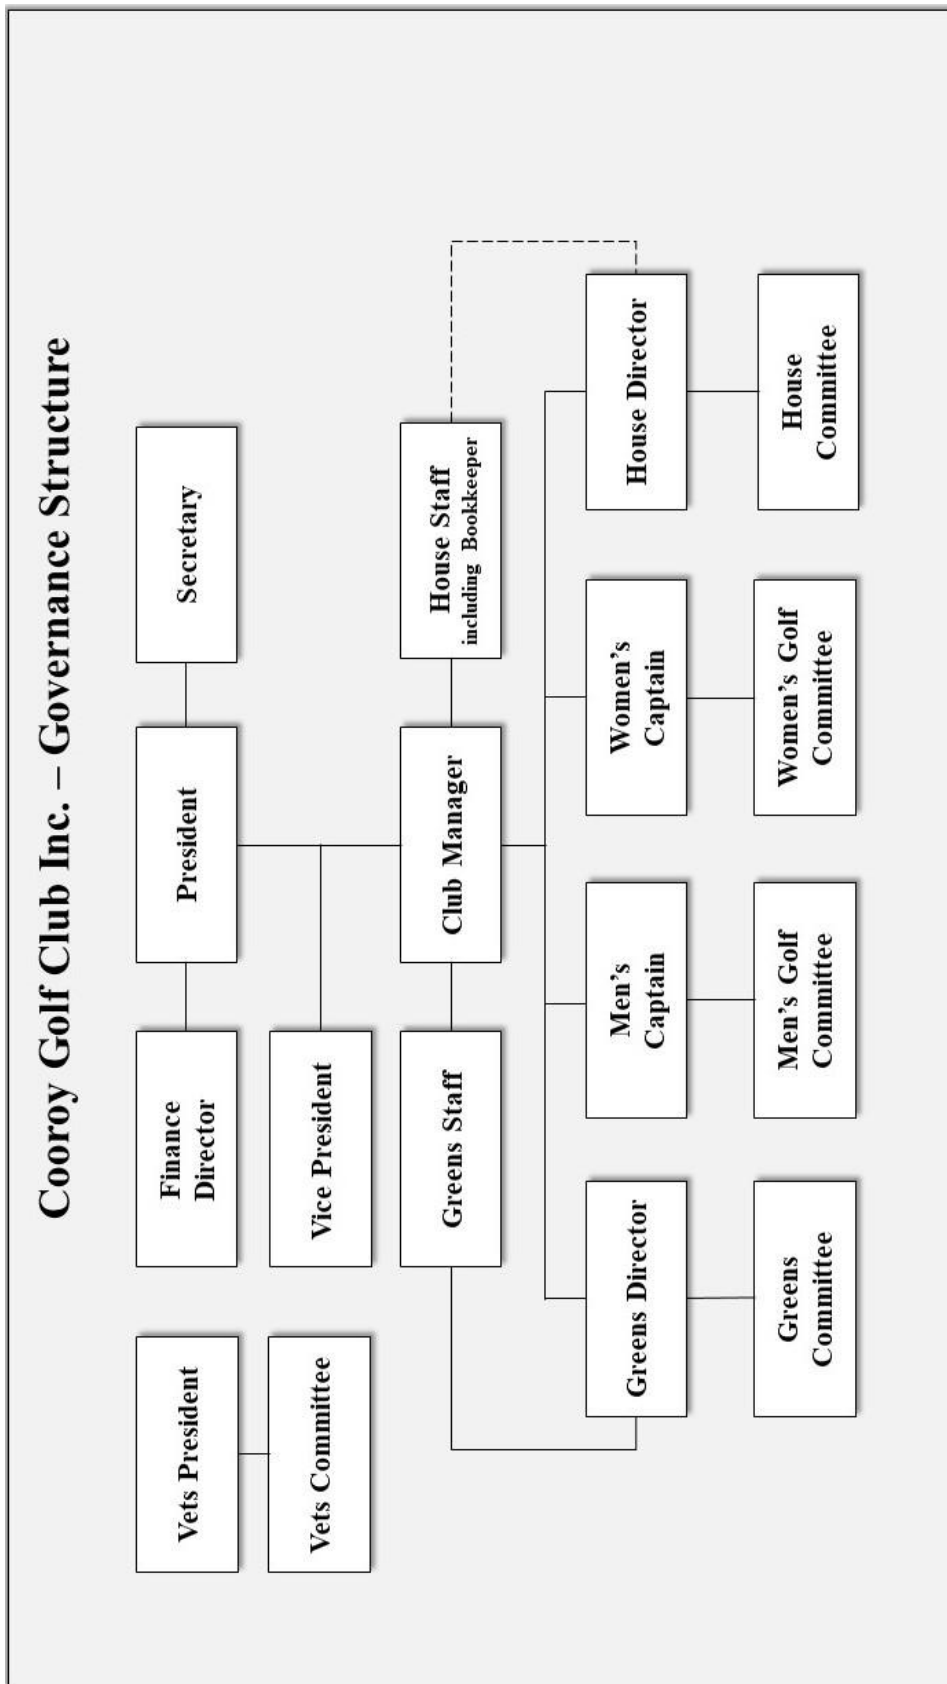 Cooroy Golf Club Inc. – Governance Structure
Vets President
Finance
Director
President
Secretary
Vets Committee
Vice President
Greens Staff
Club Manager
House Staff
including Bookkeeper
Greens Director
Men’s
Captain
Women’s
Captain
House Director
Greens
Committee
Men’s Golf
Committee
Women’s Golf
Committee
House
Committee